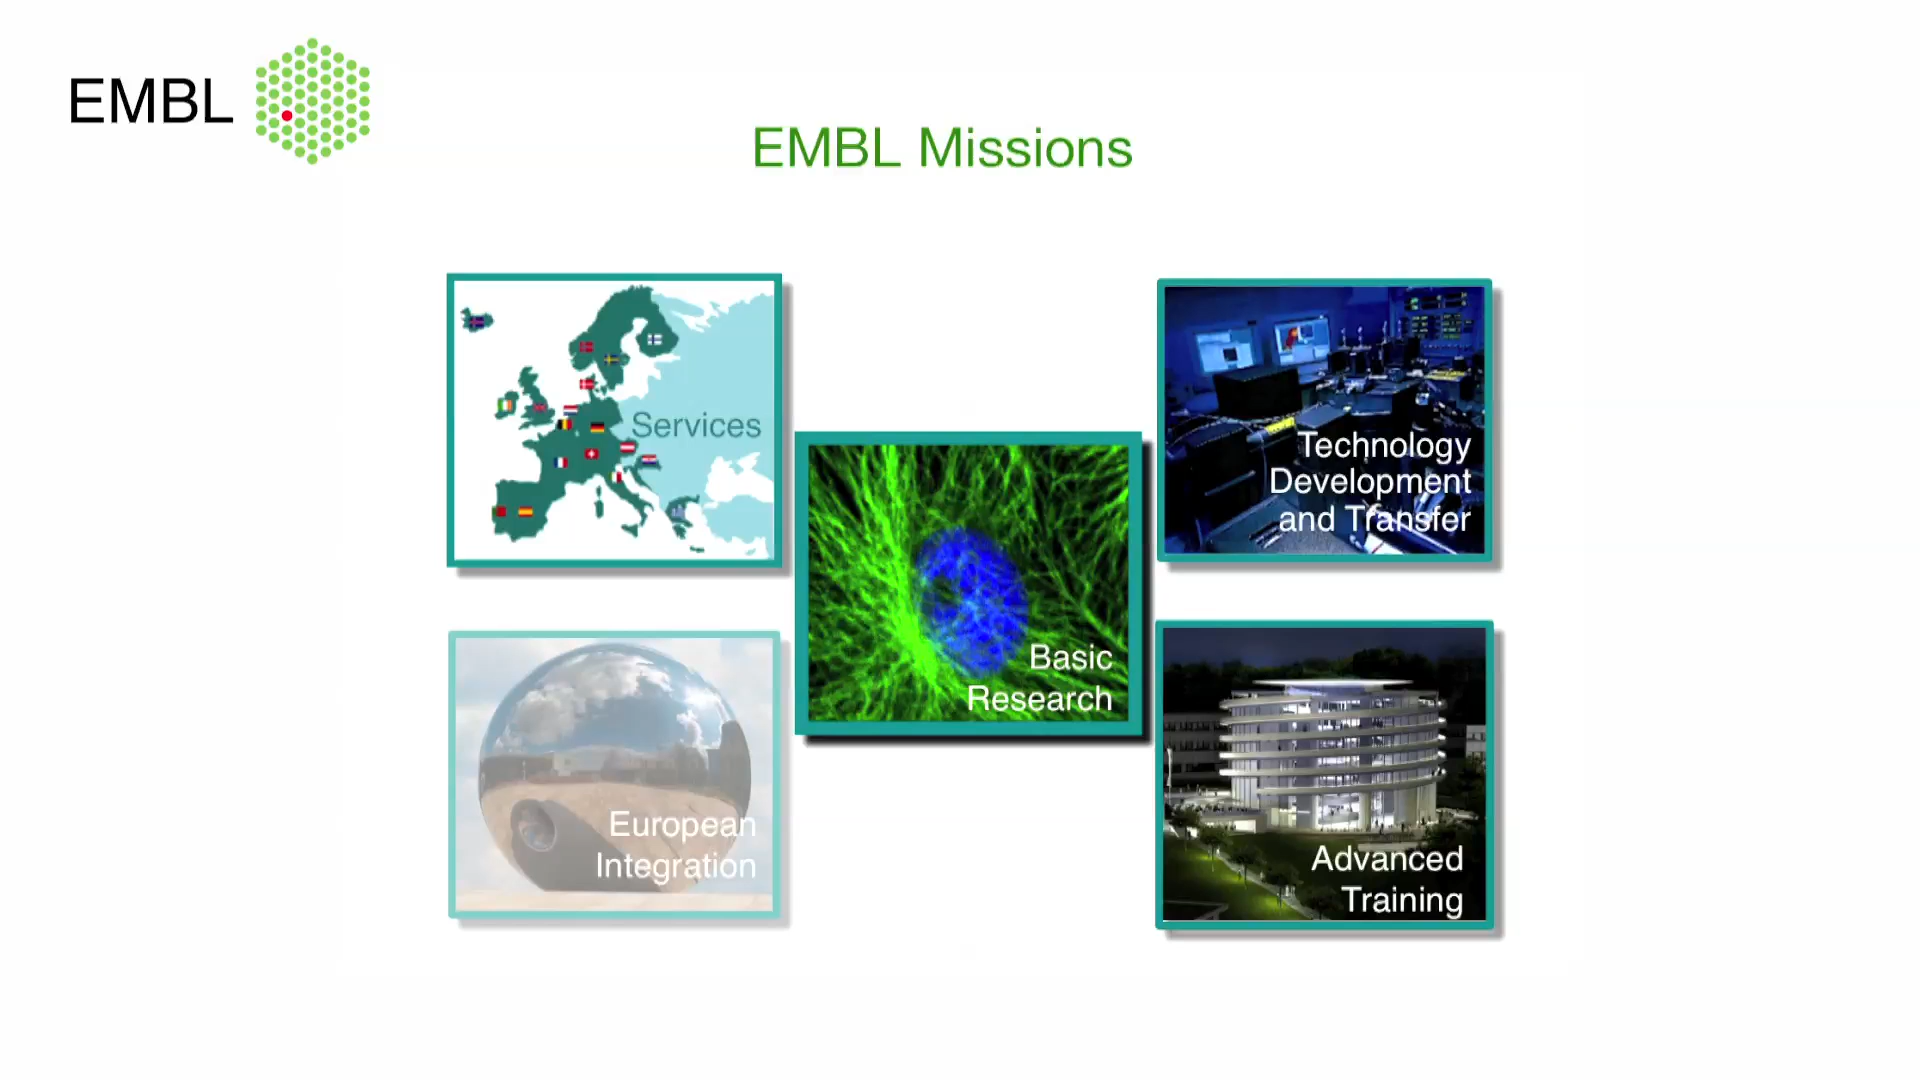 EMBL
EMBL Missions
Services
Technology
Development
and Transfer
Basic
Research
European
Integration
Advanced
Training